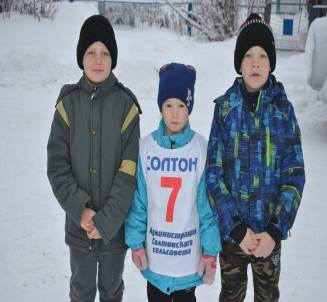 СОЛТОН
7
Администрация
Солтонского
сельсовета